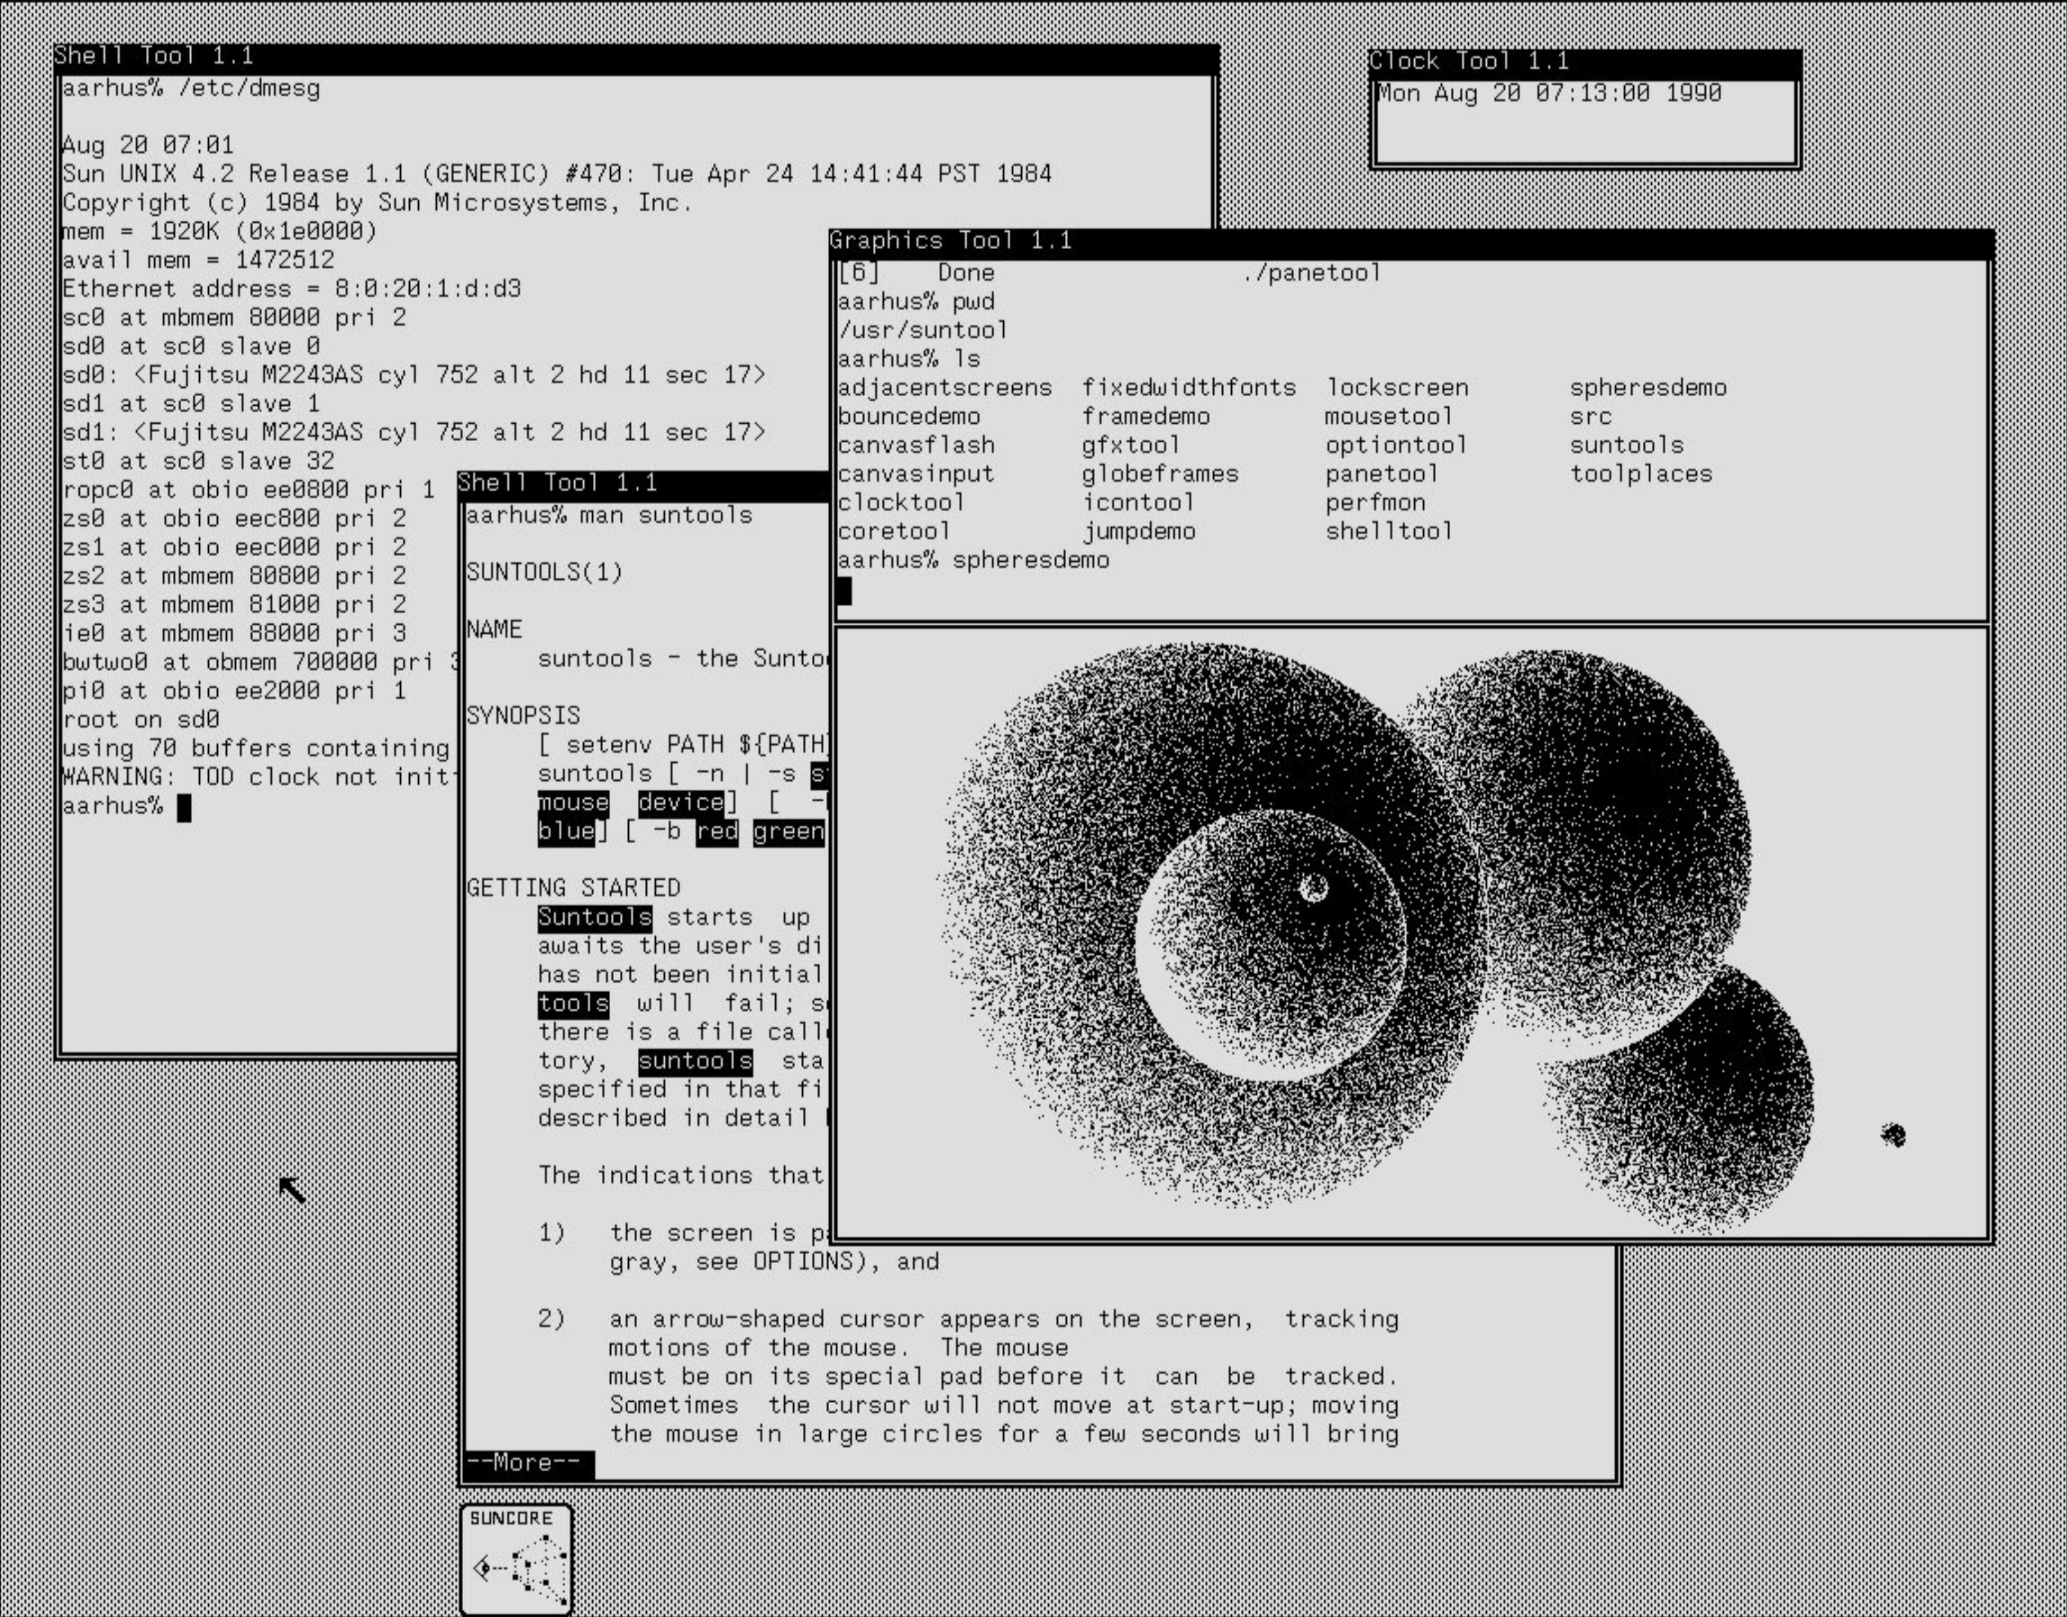 Shell Tool 1.1
aarhus% /etc/dmesg
Aug 20 07:01
Sun UNIX 4.2 Release 1.1 (GENERIC) #470: Tue Apr 24 14:41:44 PST 1984
Copyright (c) 1984 by Sun Microsystems, Inc.
mem = 1920K (0x1e0000)
avail mem = 1472512
Ethernet address = 8:0:20:1:d:d3
sc0 at mbmem 80000 pri 2
sd0 at sc0 slave 0
sd0: <Fujitsu M2243AS cyl 752 alt 2 hd 11 sec 17>
sd1 at sc0 slave 1
sd1: <Fujitsu M2243AS cyl 752 alt 2 hd 11 sec 17>
st0 at sc0 slave 32
ropc0 at obio ee0800 pri 1
zs0 at obio eec800 pri 2
zs1 at obio eec000 pri 2
zs2 at mbmem 80800 pri 2
zs3 at mbmem 81000 pri 2
ie0 at mbmem 88000 pri 3
bwtwo0 at obmem 700000 pri 3
pi0 at obio ee2000 pri 1
root on sd0
using 70 buffers containing
WARNING: TOD clock not initi
aarhus%
Clock Tool 1.1
Mon Aug 20 07:13:00 1990
Graphics Tool 1.1
[6]    Done                  ./panetool
aarhus% pwd
/usr/suntool
aarhus% ls
adjacentscreens  fixedwidthfonts  lockscreen       spheresdemo
bouncedemo       framedemo        mousetool        src
canvasflash      gfxtool          optiontool       suntools
canvasinput      globeframes      panetool         toolplaces
clocktool        icontool         perfmon
coretool         jumpdemo         shelltool
aarhus% spheresdemo
Shell Tool 1.1
aarhus% man suntools
SUNTOOLS(1)
NAME
suntools - the Sunto
SYNOPSIS
[ setenv PATH ${PATH}
suntools [ -n | -s s
mouse  device]  [  -
blue] [ -b red green
GETTING STARTED
Suntools starts  up
awaits the user's di
has not been initial
tools  will  fail; s
there is a file call
tory,  suntools  sta
specified in that fi
described in detail
The indications that
1)   the screen is p
gray, see OPTIONS), and
2)   an arrow-shaped cursor appears on the screen,  tracking
motions of the mouse.  The mouse
must be on its special pad before it  can  be  tracked.
Sometimes  the cursor will not move at start-up; moving
the mouse in large circles for a few seconds will bring
--More--
SUNCORE